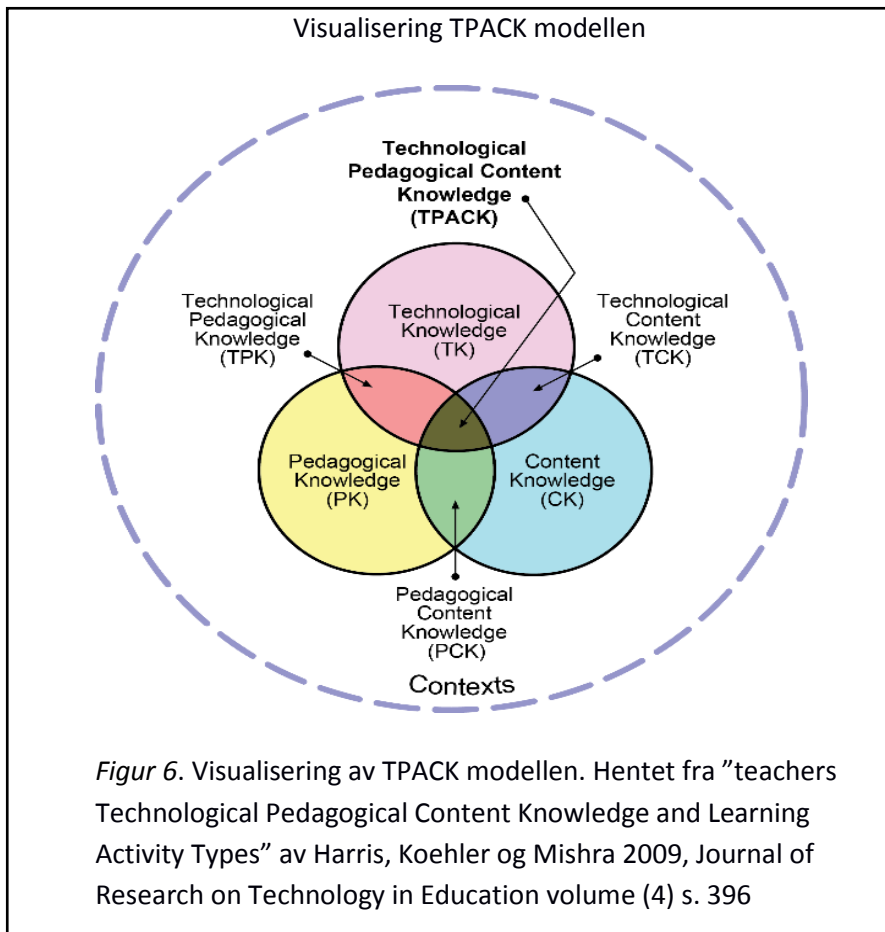 Visualisering TPACK modellen
Technological
Pedagogical Content
Knowledge
(TPACK)
Technological
Pedagogical
Knowledge
(TPK)
Technological
Knowledge
(TK)
Technological
Content
Knowledge
(TCK)
Pedagogical
Knowledge
(PK)
Content
Knowledge
(CK)
Pedagogical
Content
Knowledge
(PCK)
Contexts
Figur 6. Visualisering av TPACK modellen. Hentet fra ”teachers
Technological Pedagogical Content Knowledge and Learning
Activity Types” av Harris, Koehler og Mishra 2009, Journal of
Research on Technology in Education volume (4) s. 396